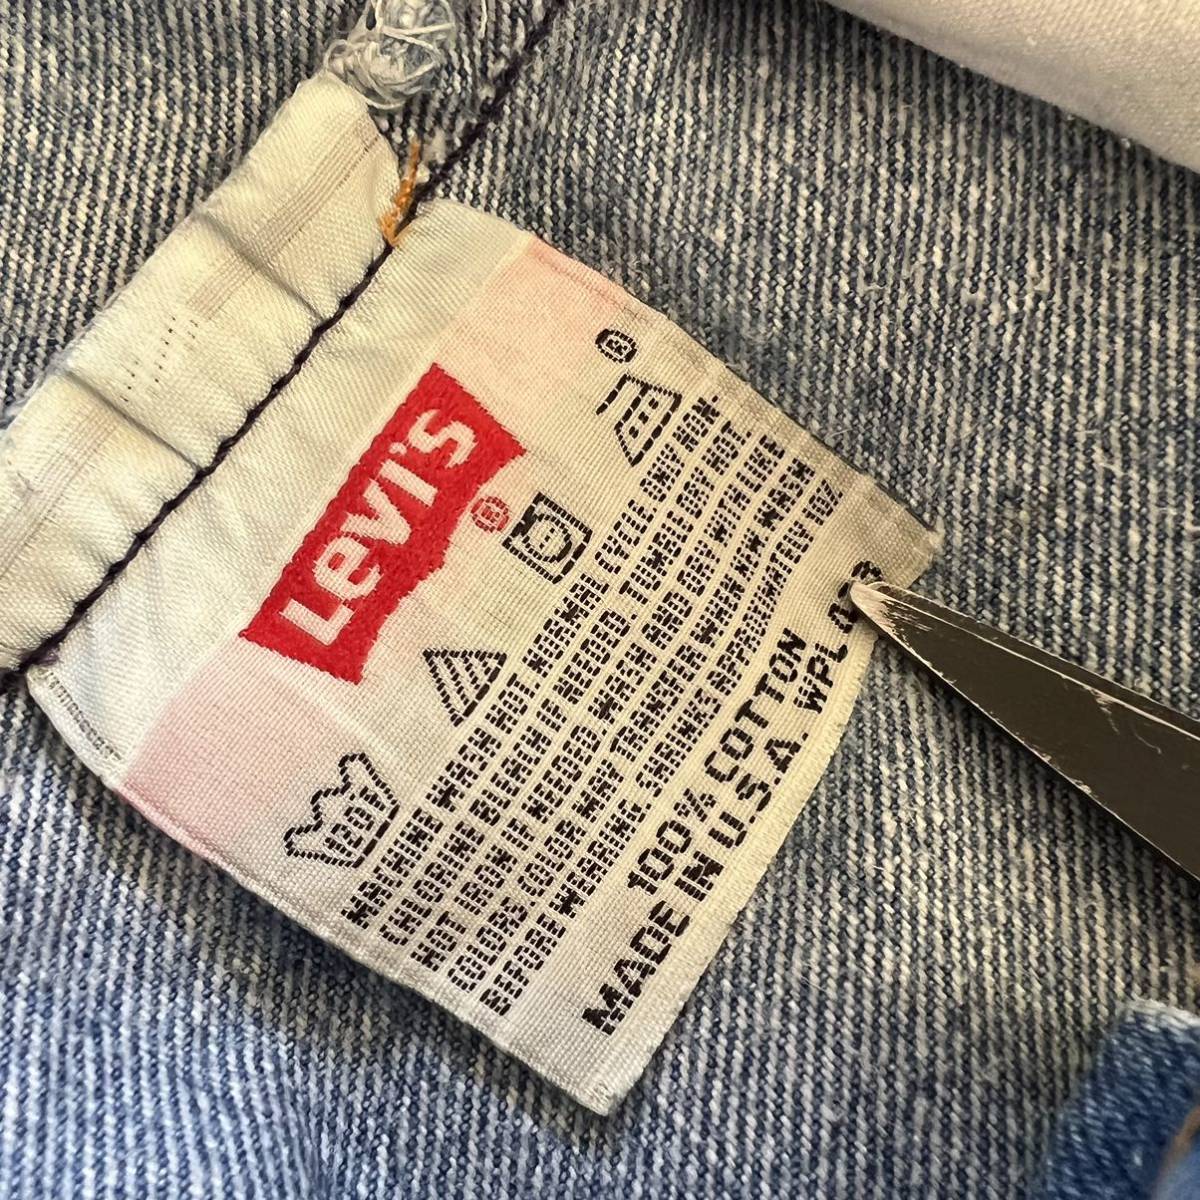 Levi's®
®
120F
MACHINE WASH HOT NORMAL CYCLE. ONLY NON-
CHLORINE BLEACH IF NEEDED. TUMBLE DRY HOT.
HOT IRON IF NEEDED. WASH AND DRY WITH LIKE
COLORS. COLOR MAY TRANSFER WHEN NEW. WASH
BEFORE WEARING. SHRINKS APPROXIMATELY 10%
100% COTTON
MADE IN U.S.A. WPL